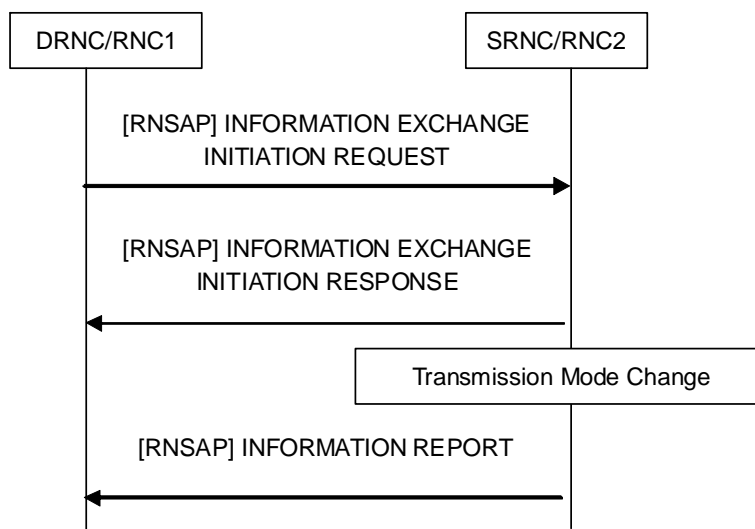 DRNC/RNC1
SRNC/RNC2
[RNSAP] INFORMATION EXCHANGE
INITIATION REQUEST
[RNSAP] INFORMATION EXCHANGE
INITIATION RESPONSE
Transmission Mode Change
[RNSAP] INFORMATION REPORT